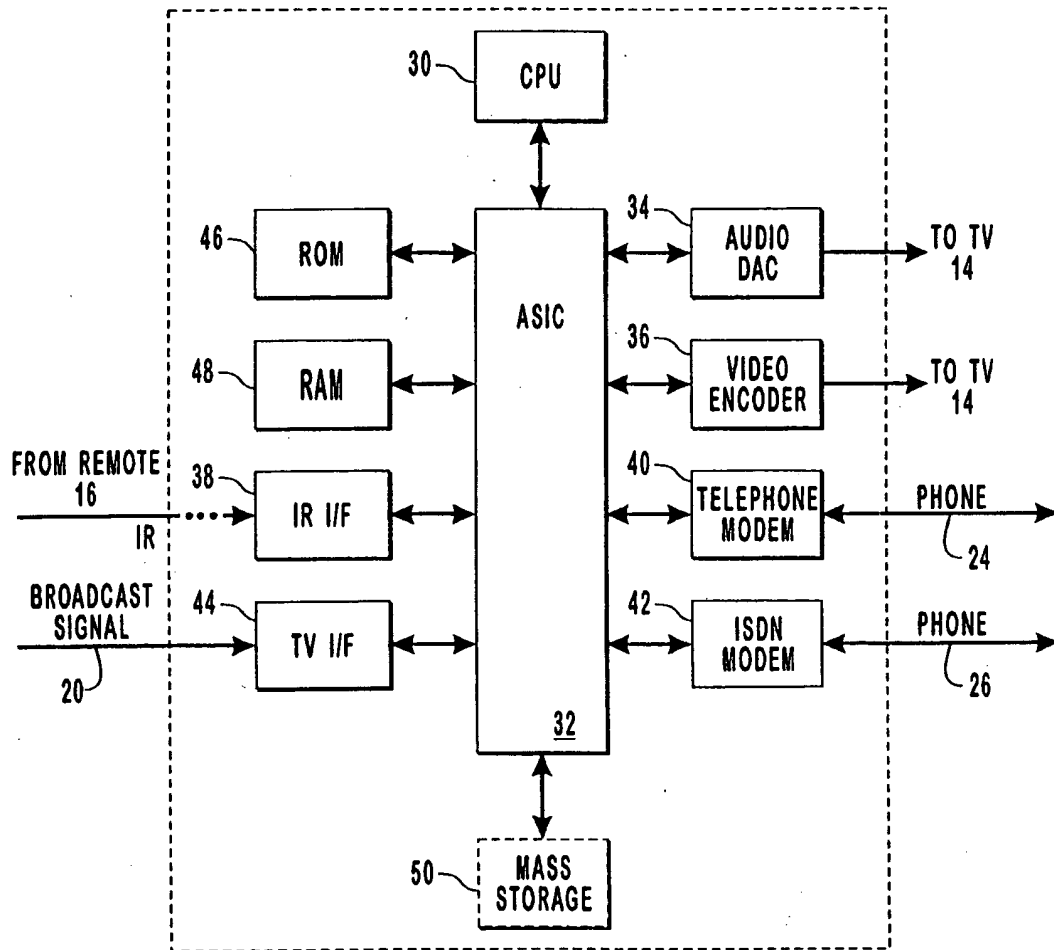 30
CPU
46
ROM
34
AUDIO
DAC
TO TV
14
ASIC
48
RAM
36
VIDEO
ENCODER
TO TV
14
FROM REMOTE
16
IR
38
IR I/F
40
TELEPHONE
MODEM
PHONE
24
BROADCAST
SIGNAL
20
44
TV I/F
42
ISDN
MODEM
PHONE
26
32
50
MASS
STORAGE